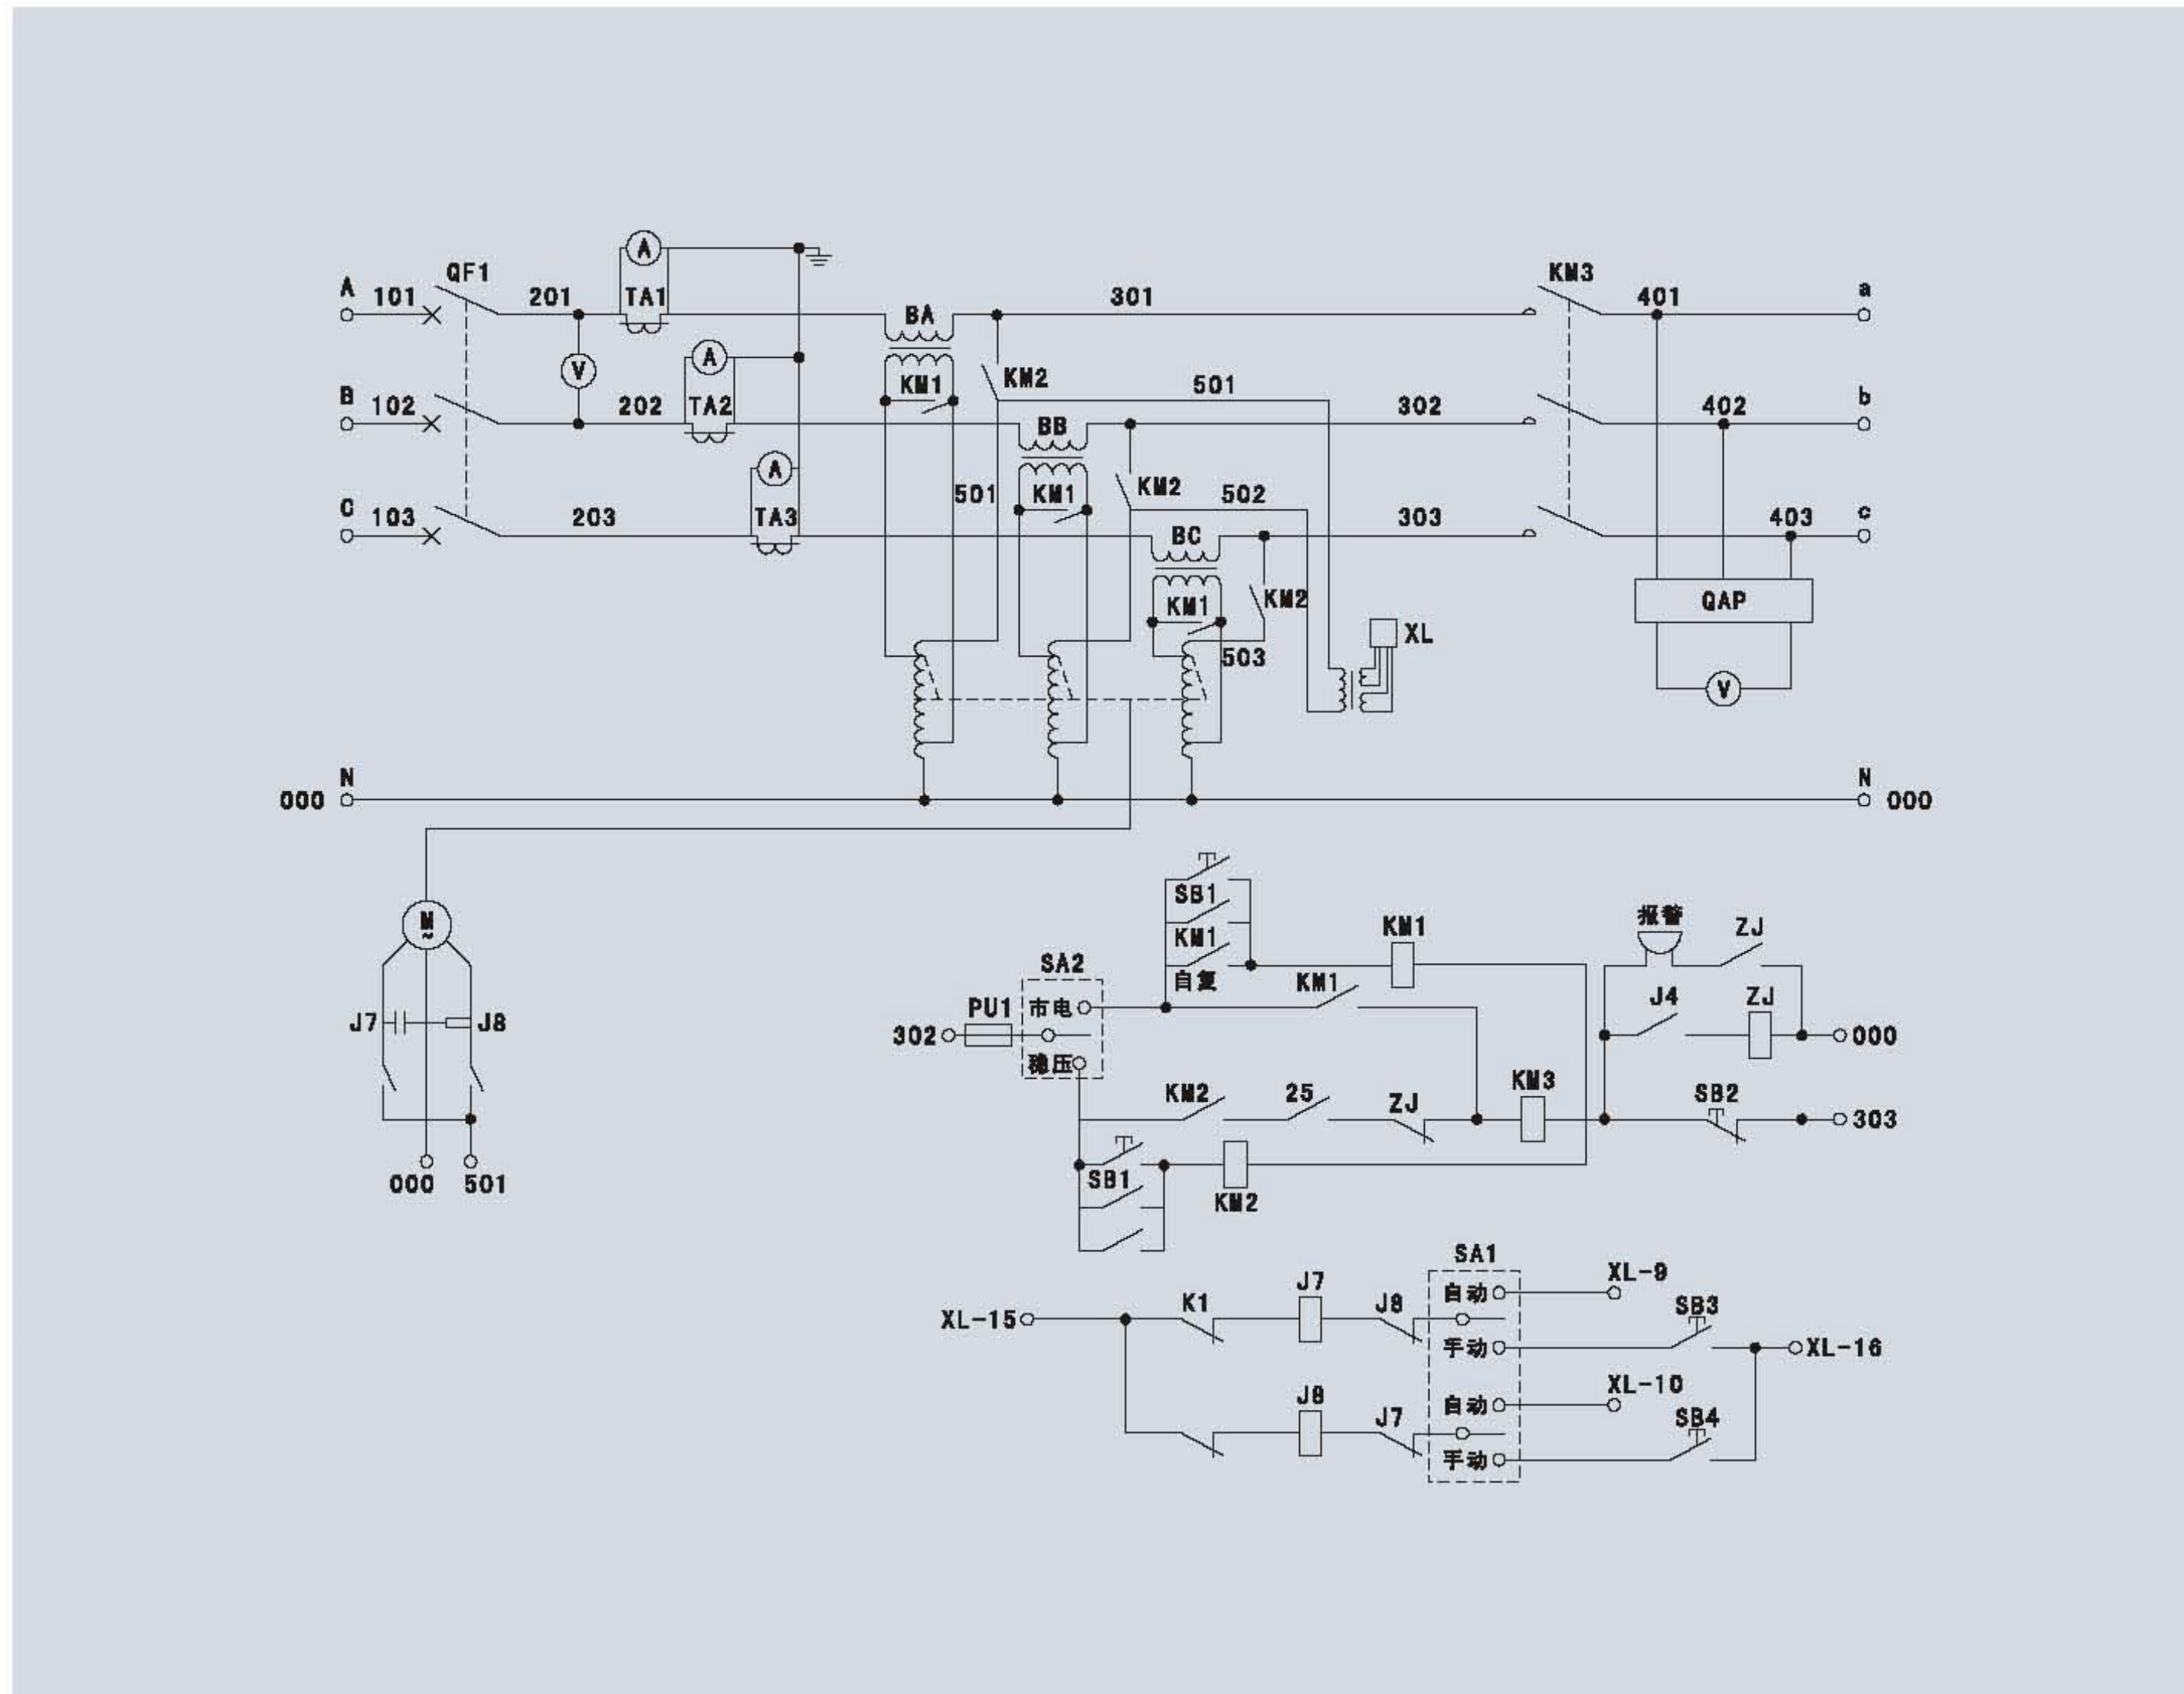 QF1
KM3
A
101
201
A
TA1
BA
301
401
a
KM1
KM2
501
V
A
B
102
202
TA2
BB
302
402
b
A
501
KM1
KM2
502
C
103
203
TA3
BC
303
403
c
KM1
KM2
QAP
XL
503
V
N
000
N
000
SB1
M
~
KM1
自复
KM1
报警
ZJ
SA2
PU1
市电
KM1
J4
ZJ
J7
J8
302
000
稳压
KM2
25
ZJ
KM3
SB2
303
SB1
KM2
000
501
SA1
XL-15
K1
J7
J8
自动
XL-9
SB3
手动
XL-16
J8
J7
自动
XL-10
SB4
手动